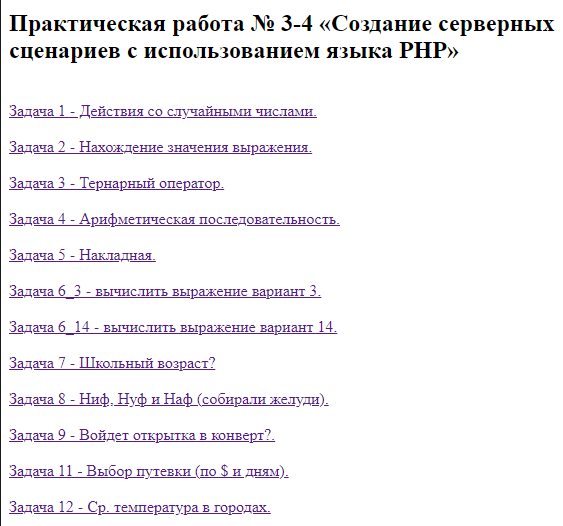 Практическая работа № 3-4 «Создание серверных
сценариев с использованием языка PHP»
Задача 1 - Действия со случайными числами.
Задача 2 - Нахождение значения выражения.
Задача 3 - Тернарный оператор.
Задача 4 - Арифметическая последовательность.
Задача 5 - Накладная.
Задача 6_3 - вычислить выражение вариант 3.
Задача 6_14 - вычислить выражение вариант 14.
Задача 7 - Школьный возраст?
Задача 8 - Ниф, Нуф и Наф (собирали желуди).
Задача 9 - Войдет открытка в конверт?.
Задача 11 - Выбор путевки (по $ и дням).
Задача 12 - Ср. температура в городах.